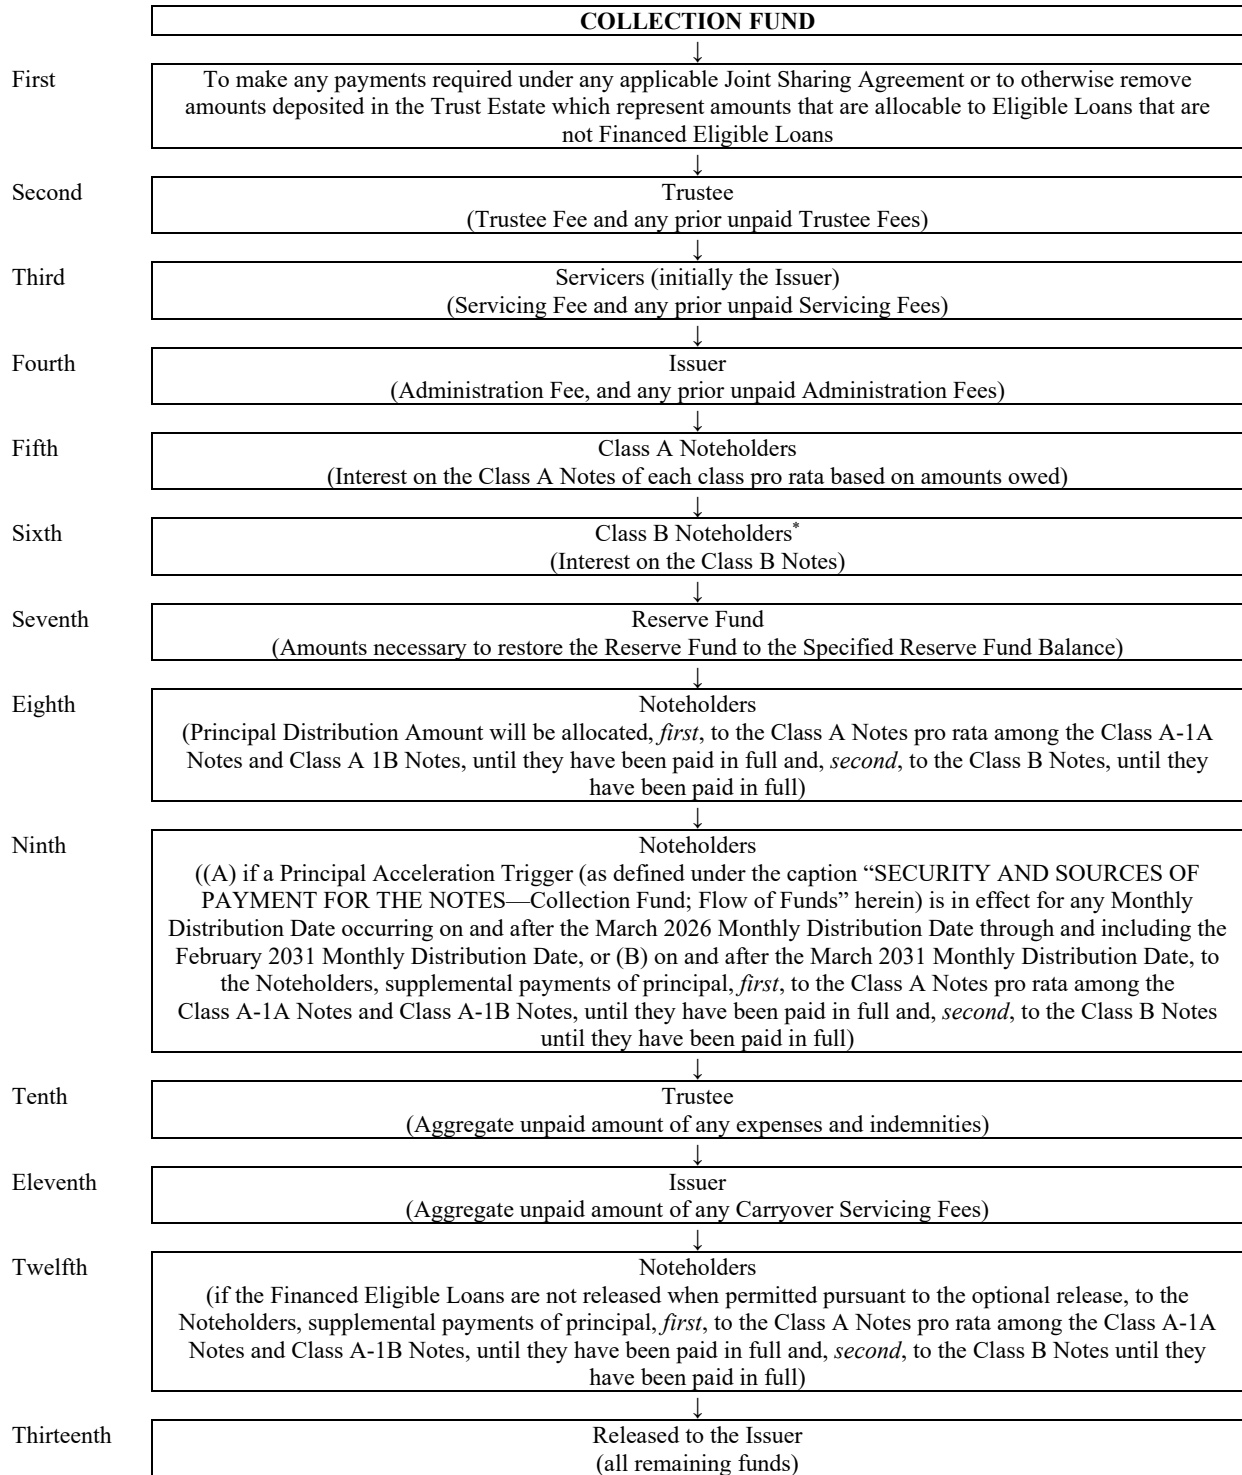 COLLECTION FUND
↓
First
To make any payments required under any applicable Joint Sharing Agreement or to otherwise remove
amounts deposited in the Trust Estate which represent amounts that are allocable to Eligible Loans that are
not Financed Eligible Loans
↓
Second
Trustee
(Trustee Fee and any prior unpaid Trustee Fees)
↓
Third
Servicers (initially the Issuer)
(Servicing Fee and any prior unpaid Servicing Fees)
↓
Fourth
Issuer
(Administration Fee, and any prior unpaid Administration Fees)
↓
Fifth
Class A Noteholders
(Interest on the Class A Notes of each class pro rata based on amounts owed)
↓
Sixth
Class B Noteholders*
(Interest on the Class B Notes)
↓
Seventh
Reserve Fund
(Amounts necessary to restore the Reserve Fund to the Specified Reserve Fund Balance)
↓
Eighth
Noteholders
(Principal Distribution Amount will be allocated, first, to the Class A Notes pro rata among the Class A-1A
Notes and Class A 1B Notes, until they have been paid in full and, second, to the Class B Notes, until they
have been paid in full)
↓
Ninth
Noteholders
((A) if a Principal Acceleration Trigger (as defined under the caption “SECURITY AND SOURCES OF
PAYMENT FOR THE NOTES—Collection Fund; Flow of Funds” herein) is in effect for any Monthly
Distribution Date occurring on and after the March 2026 Monthly Distribution Date through and including the
February 2031 Monthly Distribution Date, or (B) on and after the March 2031 Monthly Distribution Date, to
the Noteholders, supplemental payments of principal, first, to the Class A Notes pro rata among the
Class A-1A Notes and Class A-1B Notes, until they have been paid in full and, second, to the Class B Notes
until they have been paid in full)
↓
Tenth
Trustee
(Aggregate unpaid amount of any expenses and indemnities)
↓
Eleventh
Issuer
(Aggregate unpaid amount of any Carryover Servicing Fees)
↓
Twelfth
Noteholders
(if the Financed Eligible Loans are not released when permitted pursuant to the optional release, to the
Noteholders, supplemental payments of principal, first, to the Class A Notes pro rata among the Class A-1A
Notes and Class A-1B Notes, until they have been paid in full and, second, to the Class B Notes until they
have been paid in full)
↓
Thirteenth
Released to the Issuer
(all remaining funds)